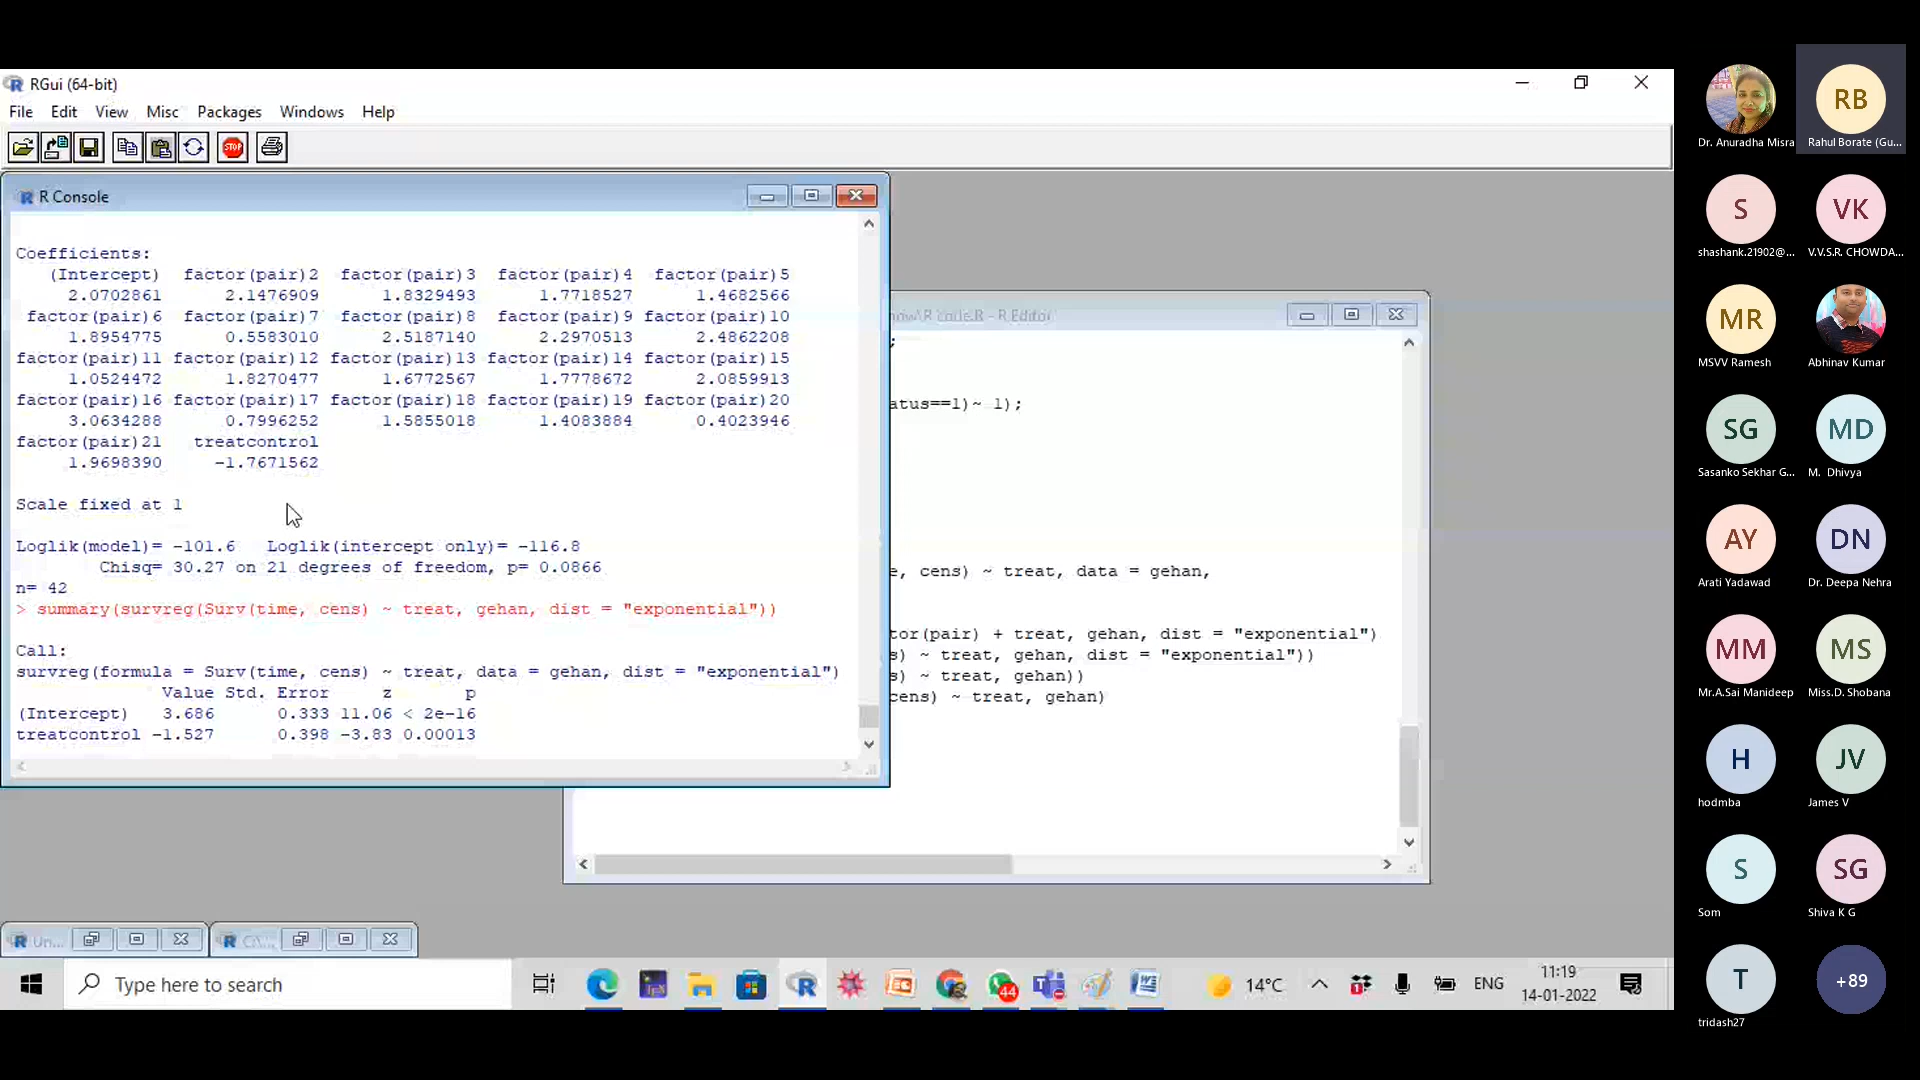 RGui (64-bit)
File Edit View Misc Packages Windows Help
STOP
R Console
Coefficients:
(Intercept) factor(pair)2 factor(pair)3 factor(pair)4 factor(pair)5
2.0702861 2.1476909 1.8329493 1.7718527 1.4682566
factor(pair)6 factor(pair)7 factor(pair)8 factor(pair)9 factor(pair)10
1.8954775 0.5583010 2.5187140 2.2970513 2.4862208
factor(pair)11 factor(pair)12 factor(pair)13 factor(pair)14 factor(pair)15
1.0524472 1.8270477 1.6772567 1.7778672 2.0859913
factor(pair)16 factor(pair)17 factor(pair)18 factor(pair)19 factor(pair)20
3.0634288 0.7996252 1.5855018 1.4083884 0.4023946
factor(pair)21 treatcontrol
1.9698390 -1.7671562
Scale fixed at 1
Loglik(model)= -101.6 Loglik(intercept only)= -116.8
Chisq= 30.27 on 21 degrees of freedom, p= 0.0866
n= 42
> summary(survreg(Surv(time, cens) ~ treat, gehan, dist = "exponential"))
Call:
survreg(formula = Surv(time, cens) ~ treat, data = gehan, dist = "exponential")
Value Std. Error z p
(Intercept) 3.686 0.333 11.06 < 2e-16
treatcontrol -1.527 0.398 -3.83 0.00013
now\R code.R - R Editor
;
atus==1)~ 1);
e, cens) ~ treat, data = gehan,
tor(pair) + treat, gehan, dist = "exponential")
s) ~ treat, gehan, dist = "exponential"))
s) ~ treat, gehan))
cens) ~ treat, gehan)
Un...
C:\...
Type here to search
44
14°C
ENG
11:19
14-01-2022
Dr. Anuradha Misra
RB
Rahul Borate (Gu...
S
shashank.21902@...
VK
V.V.S.R. CHOWDA...
MR
MSVV Ramesh
Abhinav Kumar
SG
Sasanko Sekhar G...
MD
M. Dhivya
AY
Arati Yadawad
DN
Dr. Deepa Nehra
MM
Mr.A.Sai Manideep
MS
Miss.D. Shobana
H
hodmba
JV
James V
S
Som
SG
Shiva K G
T
tridash27
+89